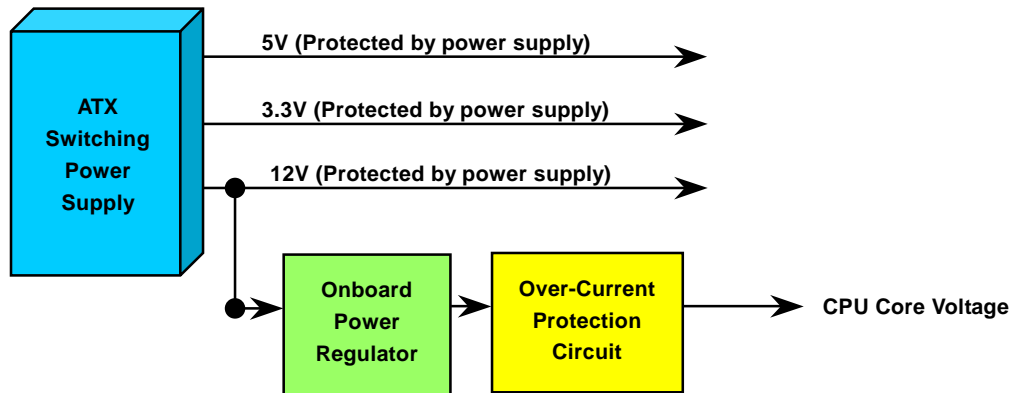 5V (Protected by power supply)
ATX
Switching
Power
Supply
3.3V (Protected by power supply)
12V (Protected by power supply)
Onboard
Power
Regulator
Over-Current
Protection
Circuit
CPU Core Voltage